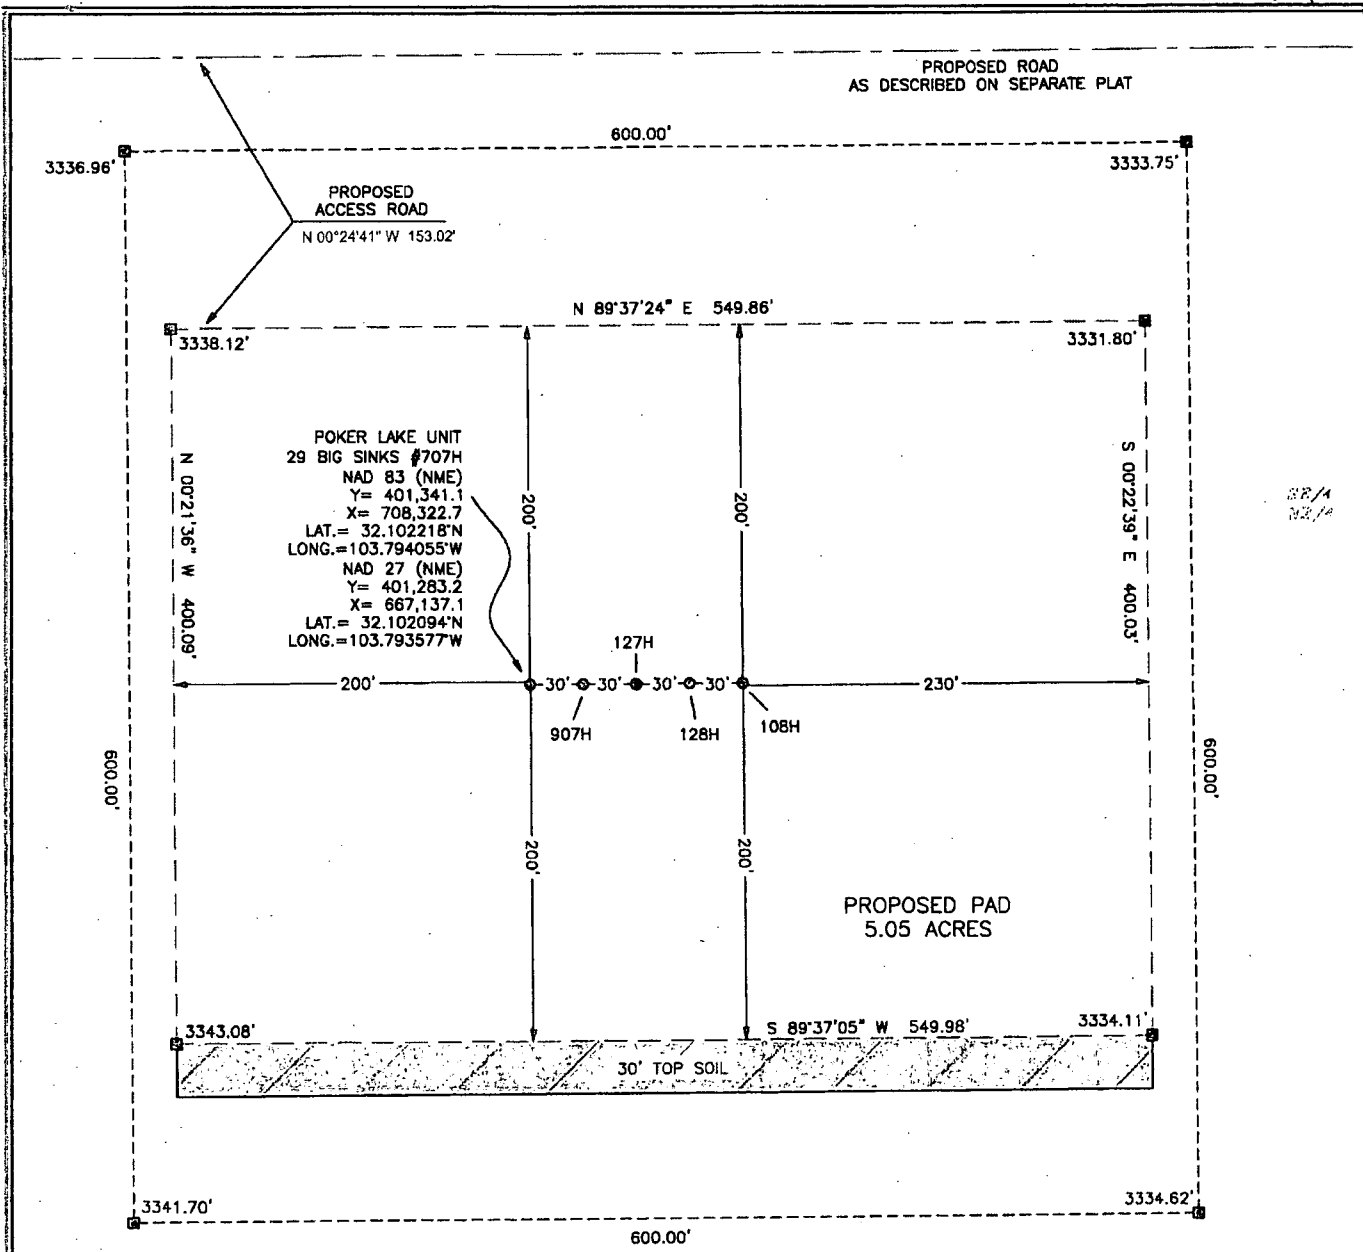 PROPOSED ROAD
AS DESCRIBED ON SEPARATE PLAT
600.00'
3336.96'
3333.75'
PROPOSED
ACCESS ROAD
N 00°24'41" W 153.02'
N 89°37'24" E 549.86'
3338.12'
3331.80'
POKER LAKE UNIT
29 BIG SINKS #707H
NAD 83 (NME)
Y= 401,341.1
X= 708,322.7
LAT.= 32.102218°N
LONG.=103.794055°W
NAD 27 (NME)
Y= 401,283.2
X= 667,137.1
LAT.= 32.102094°N
LONG.=103.793577°W
N 00°21'36" W 400.09'
200'
200'
S 00°22'39" E 400.03'
127H
200'
30'
30'
30'
30'
230'
907H
128H
108H
600.00'
600.00'
200'
200'
PROPOSED PAD
5.05 ACRES
3343.08'
S 89°37'05" W 549.98'
3334.11'
30' TOP SOIL
3341.70'
3334.62'
600.00'